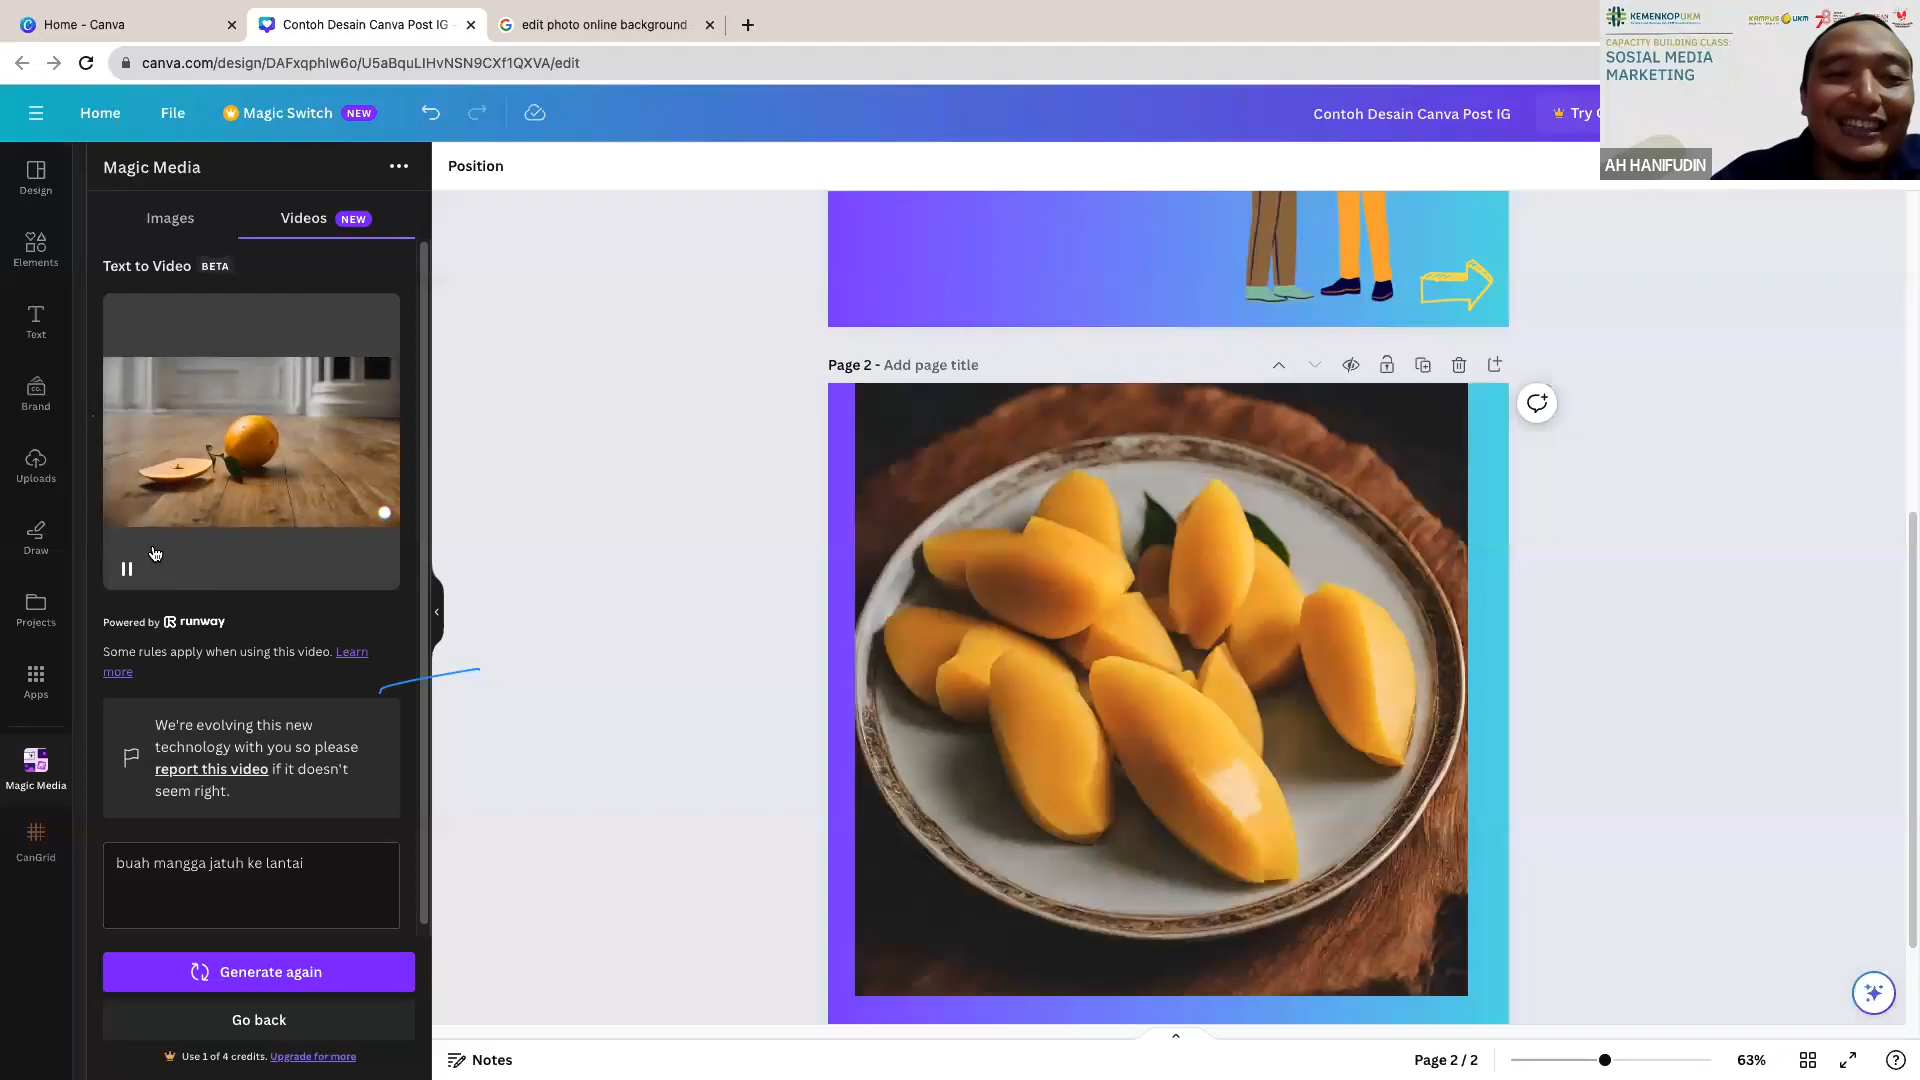 Home - Canva
Contoh Desain Canva Post IG -
edit photo online background
canva.com/design/DAFxqphIw6o/U5aBquLIHvNSN9CXf1QXVA/edit
Home
File
Magic Switch
NEW
Contoh Desain Canva Post IG
Try
KEMENKOPUKM
KAMPUS UKM
CAPACITY BUILDING CLASS:
SOSIAL MEDIA
MARKETING
AH HANIFUDIN
Design
Elements
Text
Brand
Uploads
Draw
Projects
Apps
Magic Media
CanGrid
Magic Media
Images
Videos NEW
Text to Video BETA
Powered by runway
Some rules apply when using this video. Learn
more
We're evolving this new
technology with you so please
report this video if it doesn't
seem right.
buah mangga jatuh ke lantai
Generate again
Go back
Use 1 of 4 credits. Upgrade for more
Position
Page 2 - Add page title
Notes
Page 2 / 2
63%